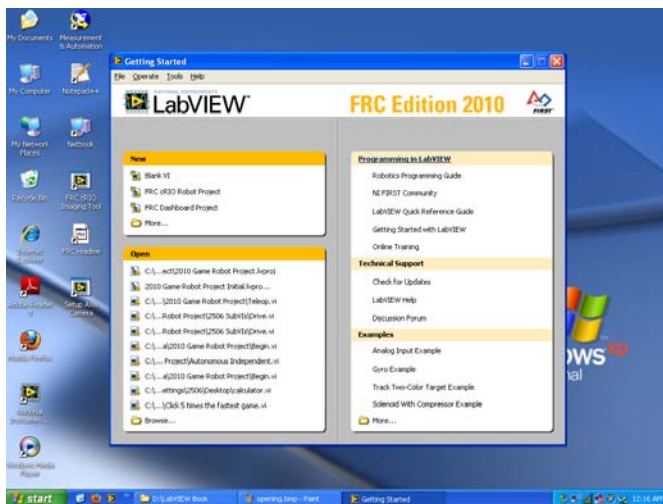 My Documents
Measurement & Automation
My Computer
Notepad++
My Network Places
Netbook
Recycle Bin
FRC cRIO Imaging Tool
Internet Explorer
FRC readme
Adobe Reader 9
Setup Axis Camera
Mozilla Firefox
National Instruments...
Windows Media Player
Getting Started
File Operate Tools Help
NATIONAL INSTRUMENTS
LabVIEW
FRC Edition 2010
FIRST
New
Blank VI
FRC cRIO Robot Project
FRC Dashboard Project
More...
Open
C:\...ect\2010 Game Robot Project.lvproj
2010 Game Robot Project Initial.lvpro...
C:\...\2010 Game Robot Project\Teleop.vi
C:\...Robot Project\2506 SubVIs\Drive.vi
C:\...Robot Project\2506 SubVIs\Drive.vi
C:\...a\2010 Game Robot Project\Begin.vi
C:\... Project\Autonomous Independent.vi
C:\...a\2010 Game Robot Project\Begin.vi
C:\...ettings\2506\Desktop\calculator.vi
C:\...\Click 5 times the fastest game.vi
Browse...
Programming in LabVIEW
Robotics Programming Guide
NI FIRST Community
LabVIEW Quick Reference Guide
Getting Started with LabVIEW
Online Training
Technical Support
Check for Updates
LabVIEW Help
Discussion Forum
Examples
Analog Input Example
Gyro Example
Track Two-Color Target Example
Solenoid With Compressor Example
More...
ows xp
nal
start
D:\LabVIEW Book
opening.bmp - Paint
Getting Started
12:16 AM